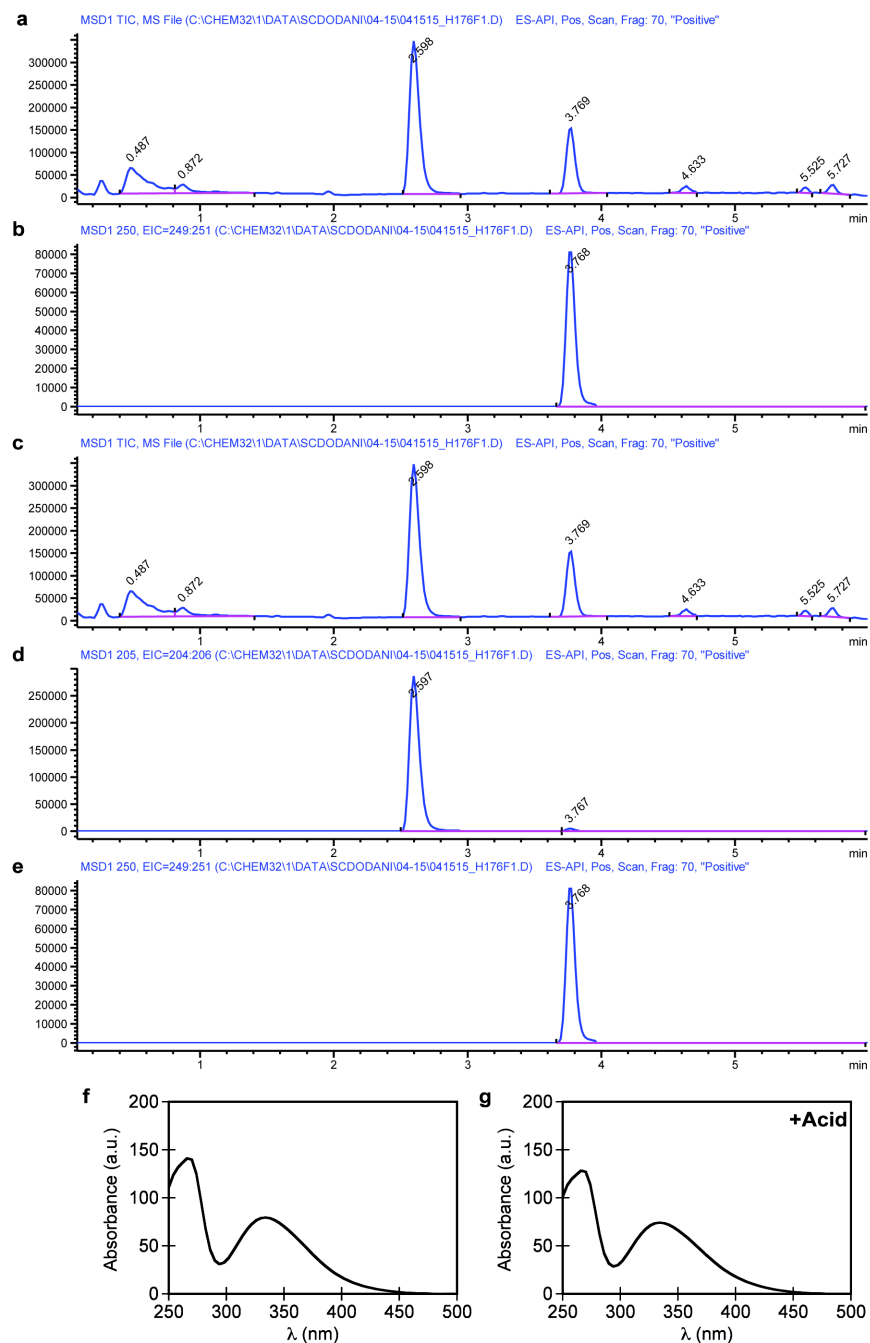 a
MSD1 TIC, MS File (C:\CHEM32\1\DATA\SCDODANI\04-15\041515_H176F1.D) ES-API, Pos, Scan, Frag: 70, "Positive"
300000
250000
200000
150000
100000
50000
0
0.487
0.872
2.598
3.769
4.633
5.525
5.727
1 2 3 4 5 min
b
MSD1 250, EIC=249:251 (C:\CHEM32\1\DATA\SCDODANI\04-15\041515_H176F1.D) ES-API, Pos, Scan, Frag: 70, "Positive"
80000
70000
60000
50000
40000
30000
20000
10000
0
3.768
1 2 3 4 5 min
c
MSD1 TIC, MS File (C:\CHEM32\1\DATA\SCDODANI\04-15\041515_H176F1.D) ES-API, Pos, Scan, Frag: 70, "Positive"
300000
250000
200000
150000
100000
50000
0
0.487
0.872
2.598
3.769
4.633
5.525
5.727
1 2 3 4 5 min
d
MSD1 205, EIC=204:206 (C:\CHEM32\1\DATA\SCDODANI\04-15\041515_H176F1.D) ES-API, Pos, Scan, Frag: 70, "Positive"
250000
200000
150000
100000
50000
0
2.597
3.767
1 2 3 4 5 min
e
MSD1 250, EIC=249:251 (C:\CHEM32\1\DATA\SCDODANI\04-15\041515_H176F1.D) ES-API, Pos, Scan, Frag: 70, "Positive"
80000
70000
60000
50000
40000
30000
20000
10000
0
3.768
1 2 3 4 5 min
f
200
150
100
50
0
Absorbance (a.u.)
250 300 350 400 450 500
λ (nm)
g
+Acid
200
150
100
50
0
Absorbance (a.u.)
250 300 350 400 450 500
λ (nm)